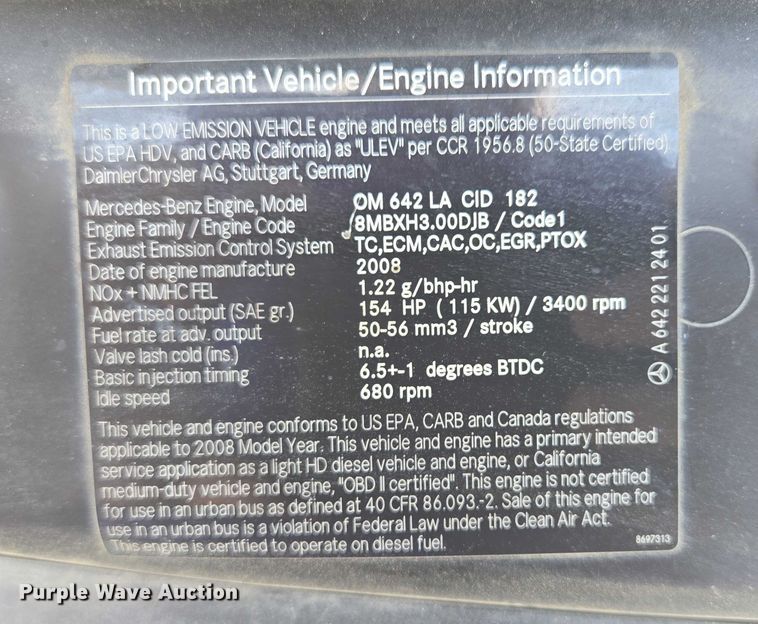 Important Vehicle/Engine Information
This is a LOW EMISSION VEHICLE engine and meets all applicable requirements of
US EPA HDV, and CARB (California) as "ULEV" per CCR 1956.8 (50-State Certified)
DaimlerChrysler AG, Stuttgart, Germany
Mercedes-Benz Engine, Model OM 642 LA CID 182
Engine Family / Engine Code 8MBXH3.00DJB / Code1
Exhaust Emission Control System TC,ECM,CAC,OC,EGR,PTOX
Date of engine manufacture 2008
NOx + NMHC FEL 1.22 g/bhp-hr
Advertised output (SAE gr.) 154 HP ( 115 KW) / 3400 rpm
Fuel rate at adv. output 50-56 mm3 / stroke
Valve lash cold (ins.) n.a.
Basic injection timing 6.5+-1 degrees BTDC
Idle speed 680 rpm
This vehicle and engine conforms to US EPA, CARB and Canada regulations
applicable to 2008 Model Year. This vehicle and engine has a primary intended
service application as a light HD diesel vehicle and engine, or California
medium-duty vehicle and engine, "OBD II certified". This engine is not certified
for use in an urban bus as defined at 40 CFR 86.093.-2. Sale of this engine for
use in an urban bus is a violation of Federal Law under the Clean Air Act.
This engine is certified to operate on diesel fuel.
8697313
A 642 221 24 01
Purple Wave Auction